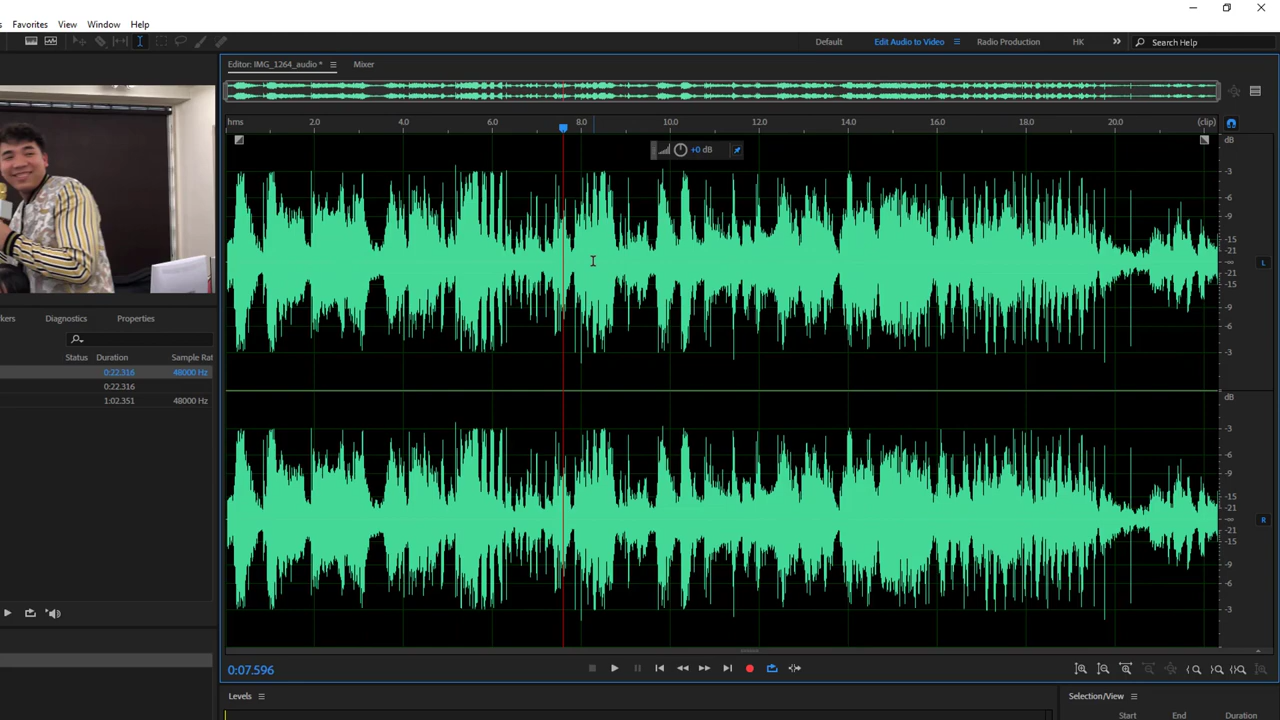 s Favorites View Window Help
Default Edit Audio to Video Radio Production HK Search Help
Editor: IMG_1264_audio * Mixer
hms 2.0 4.0 6.0 8.0 10.0 12.0 14.0 16.0 18.0 20.0 (clip)
+0 dB
dB
-3
-6
-9
-15
-21
-∞
-21
-15
-9
-6
-3
L
dB
-3
-6
-9
-15
-21
-∞
-21
-15
-9
-6
-3
R
kers Diagnostics Properties
Status Duration Sample Rat
0:22.316 48000 Hz
0:22.316
1:02.351 48000 Hz
0:07.596
Levels
Selection/View
Start End Duration